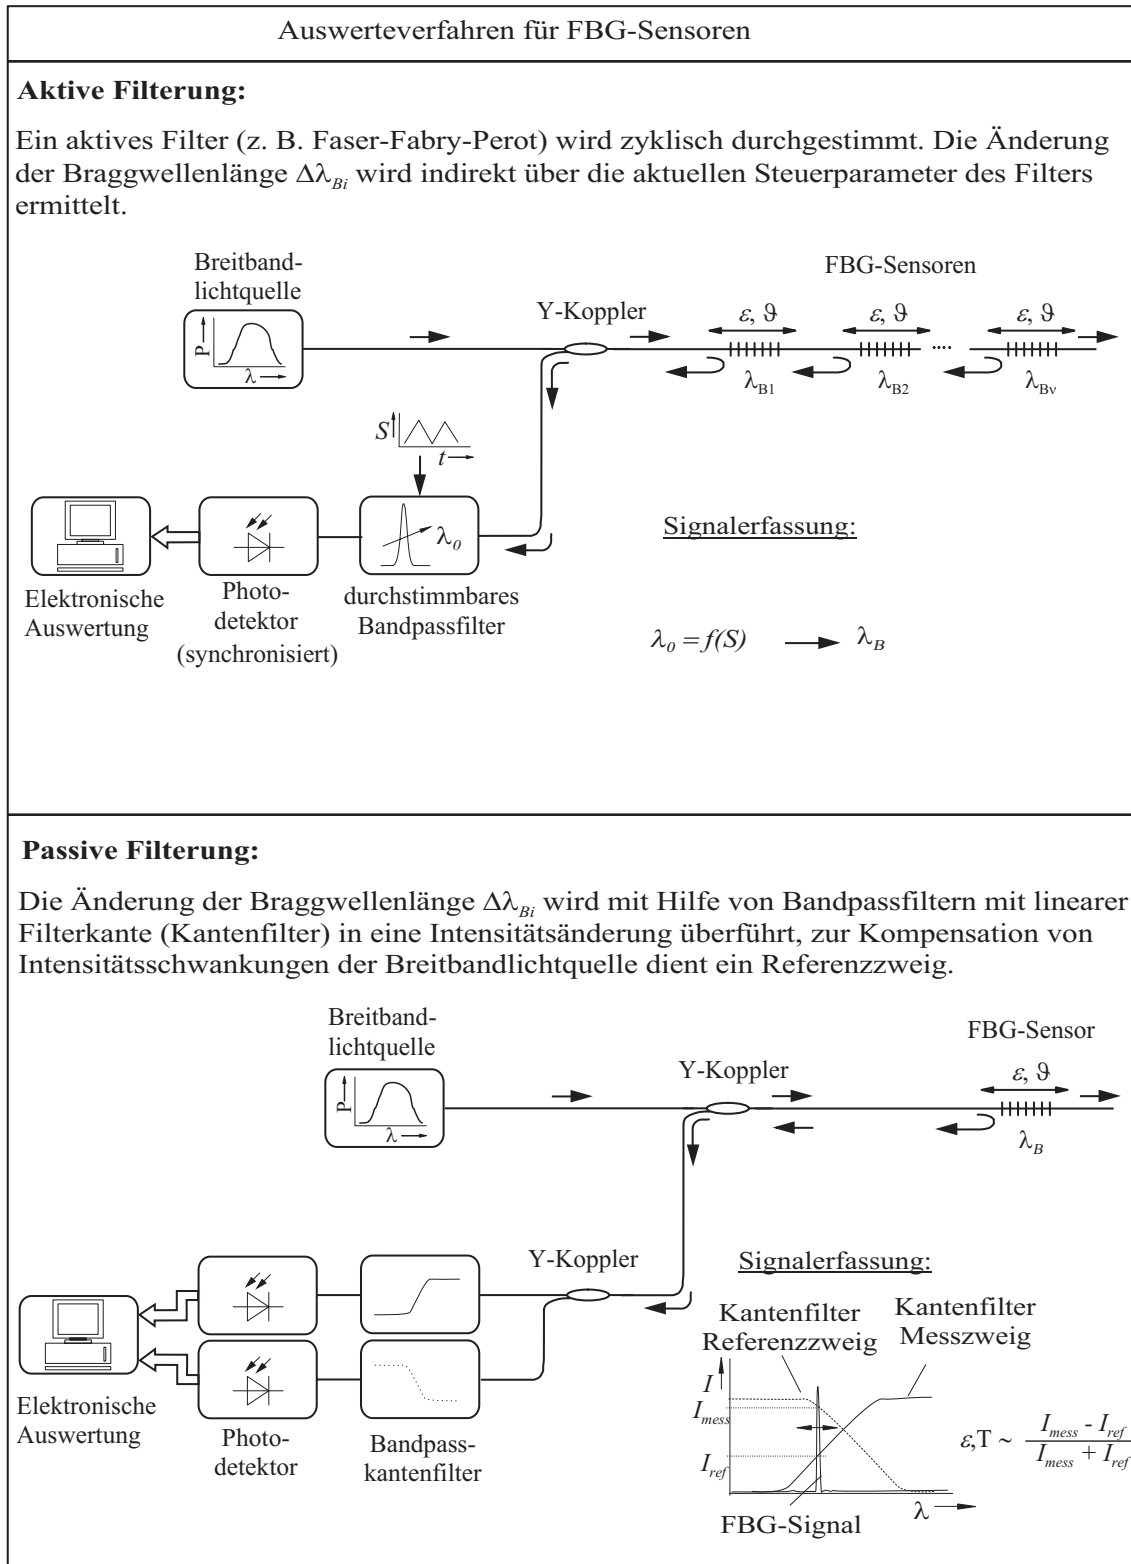 Auswerteverfahren für FBG-Sensoren
Aktive Filterung:
Ein aktives Filter (z. B. Faser-Fabry-Perot) wird zyklisch durchgestimmt. Die Änderung
der Braggwellenlänge Δλ_Bi wird indirekt über die aktuellen Steuerparameter des Filters
ermittelt.
Breitband-
lichtquelle
P
λ
Y-Koppler
FBG-Sensoren
ε, ϑ
ε, ϑ
ε, ϑ
....
λ_B1
λ_B2
λ_Bν
S
t
λ_0
Elektronische
Auswertung
Photo-
detektor
(synchronisiert)
durchstimmbares
Bandpassfilter
Signalerfassung:
λ_0 = f(S) → λ_B
Passive Filterung:
Die Änderung der Braggwellenlänge Δλ_Bi wird mit Hilfe von Bandpassfiltern mit linearer
Filterkante (Kantenfilter) in eine Intensitätsänderung überführt, zur Kompensation von
Intensitätsschwankungen der Breitbandlichtquelle dient ein Referenzzweig.
Breitband-
lichtquelle
P
λ
Y-Koppler
FBG-Sensor
ε, ϑ
λ_B
Y-Koppler
Elektronische
Auswertung
Photo-
detektor
Bandpass-
kantenfilter
Signalerfassung:
Kantenfilter
Referenzzweig
Kantenfilter
Messzweig
I
I_mess
I_ref
λ
FBG-Signal
ε,T ~ (I_mess - I_ref) / (I_mess + I_ref)